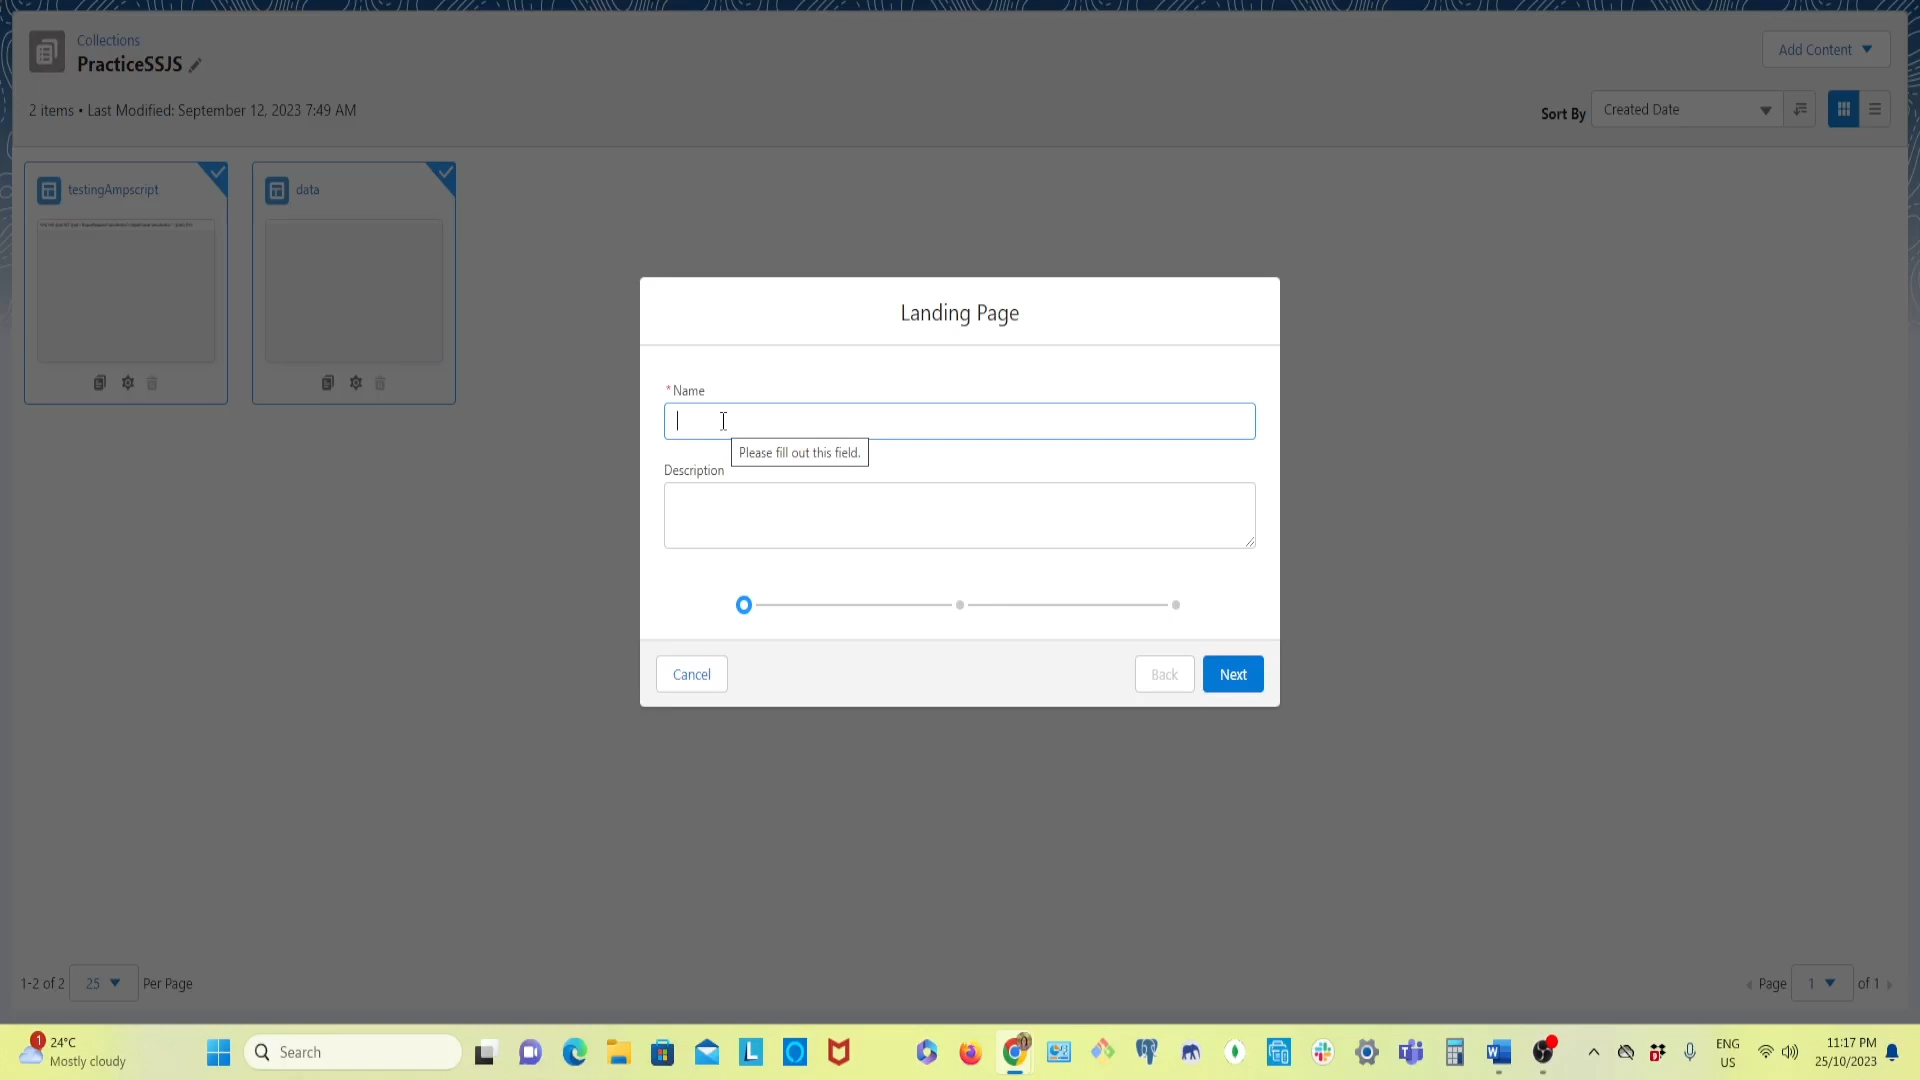 Collections
PracticeSSJS
Add Content
2 items • Last Modified: September 12, 2023 7:49 AM
Sort By
Created Date
testingAmpscript
data
Landing Page
* Name
Please fill out this field.
Description
Cancel
Back
Next
1-2 of 2
25
Per Page
Page
1
of 1
1
24°C
Mostly cloudy
Search
ENG
US
11:17 PM
25/10/2023